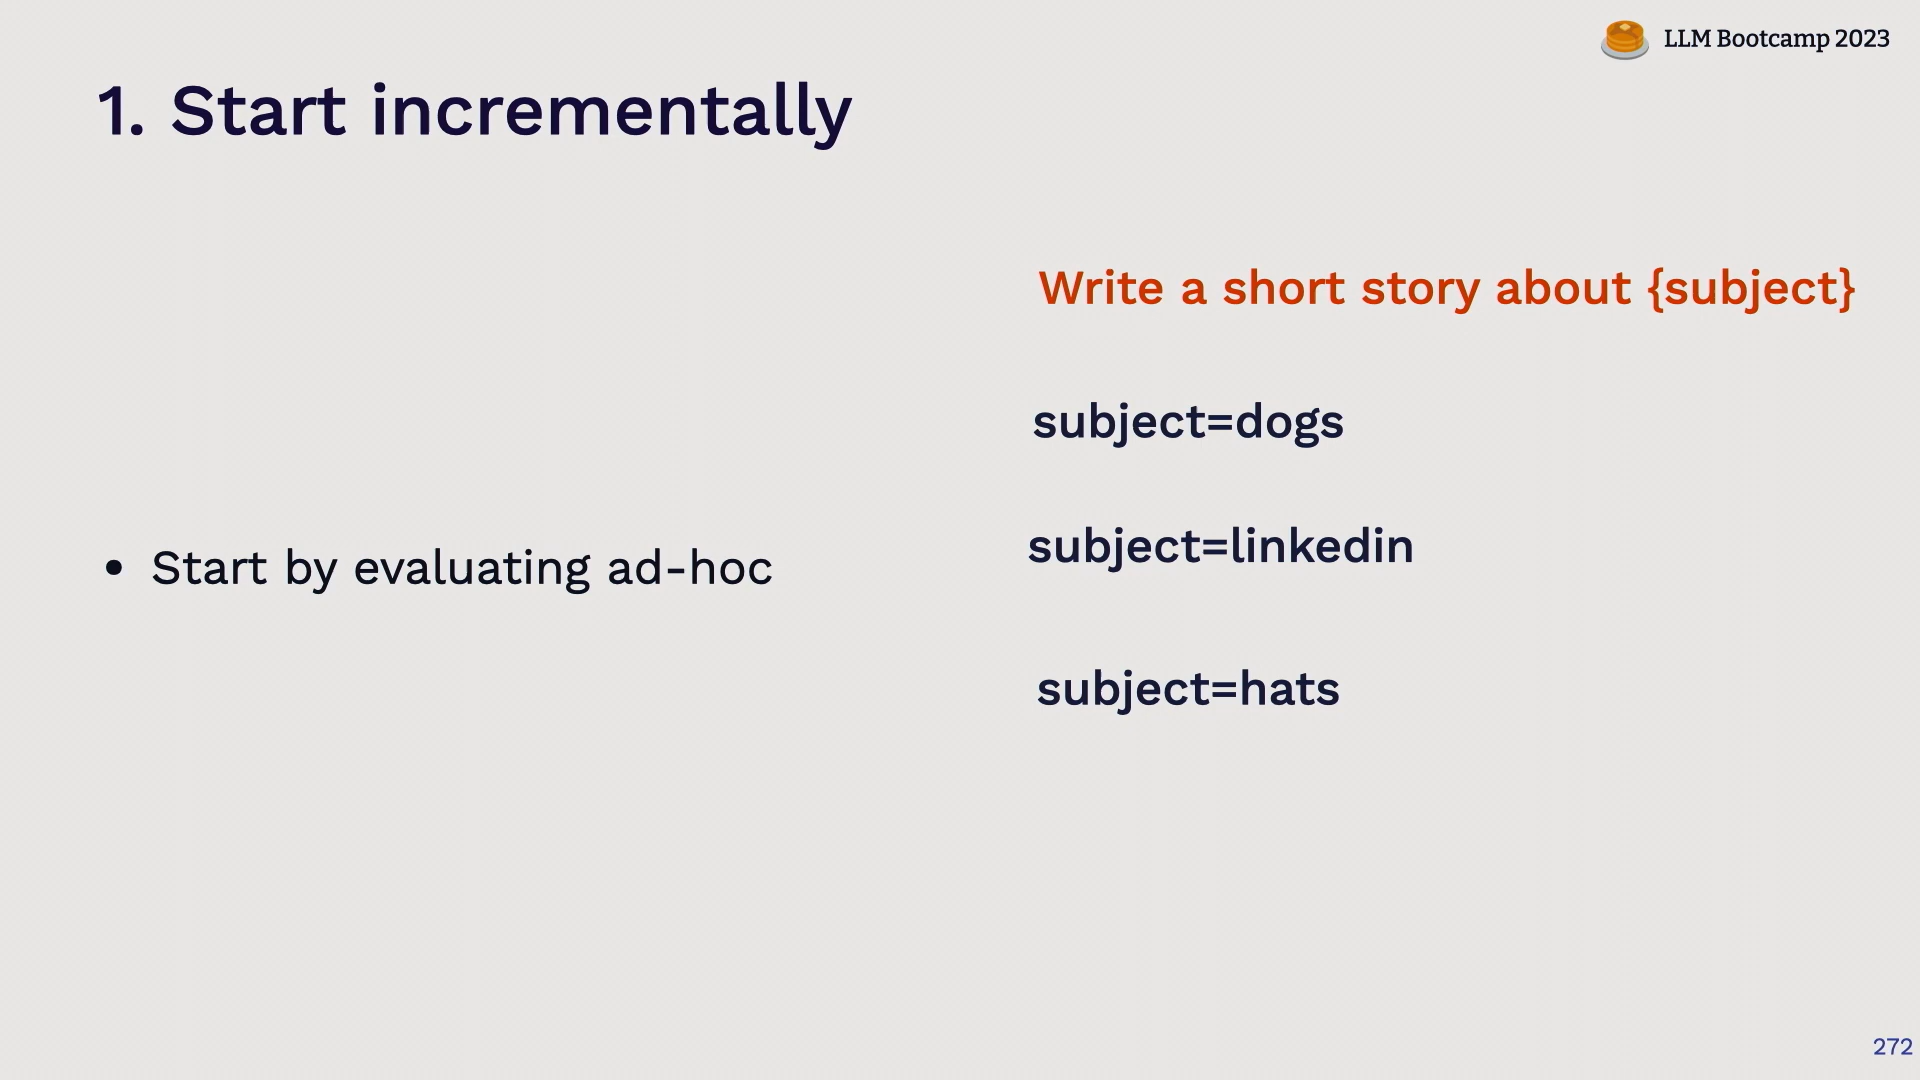 LLM Bootcamp 2023
1. Start incrementally
Write a short story about {subject}
subject=dogs
subject=linkedin
• Start by evaluating ad-hoc
subject=hats
272